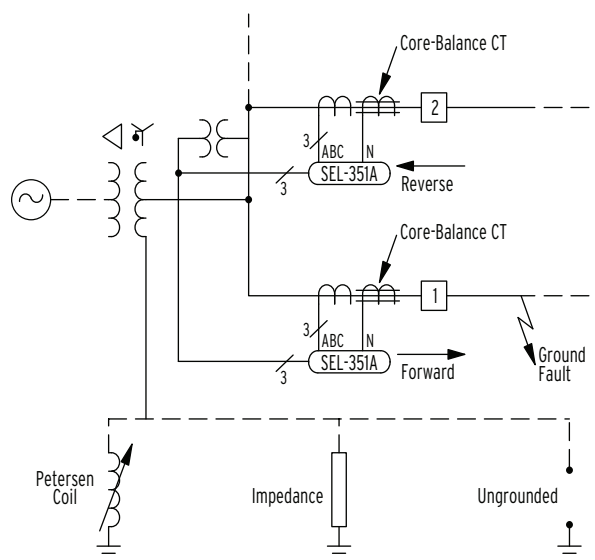 Core-Balance CT
2
3
ABC N
SEL-351A
3
Reverse
Core-Balance CT
1
3
ABC N
SEL-351A
3
Forward
Ground
Fault
Petersen
Coil
Impedance
Ungrounded